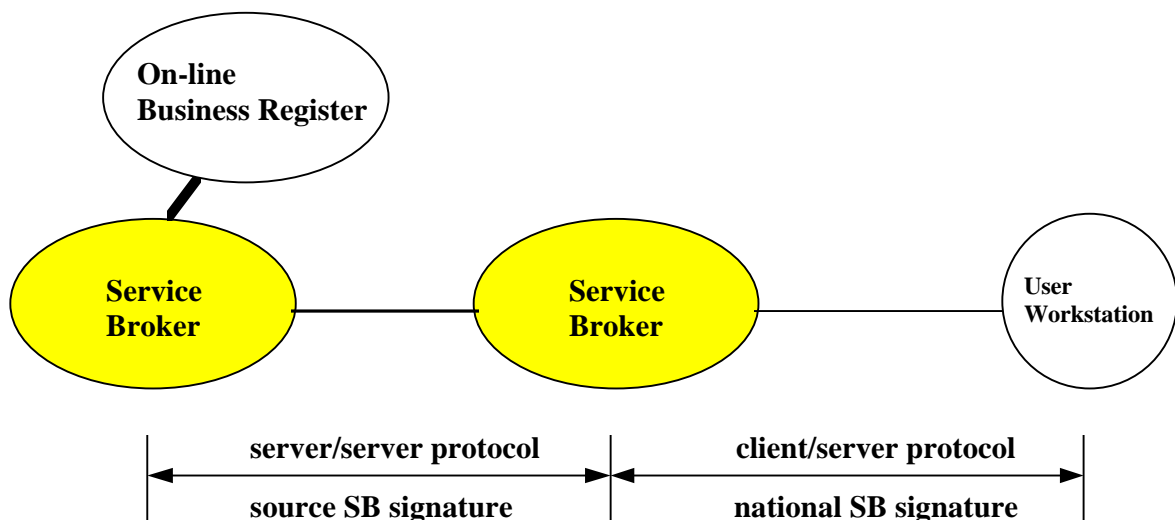 On-line
Business Register
Service
Broker
Service
Broker
User
Workstation
server/server protocol
client/server protocol
source SB signature
national SB signature